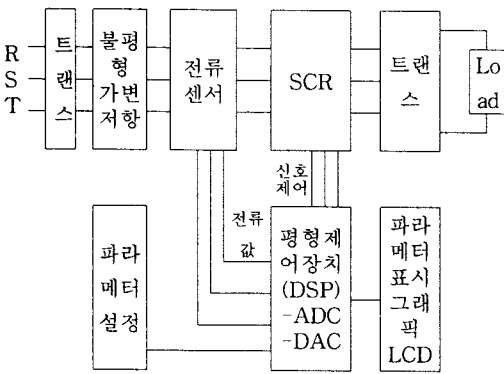 R
S
T
트
랜
스
불평
형
가변
저항
전류
센서
SCR
트랜
스
Lo
ad
신호
제어
전류
값
파라
메터
설정
평형제
어장치
(DSP)
-ADC
-DAC
파라
메터
표시
그래
픽
LCD